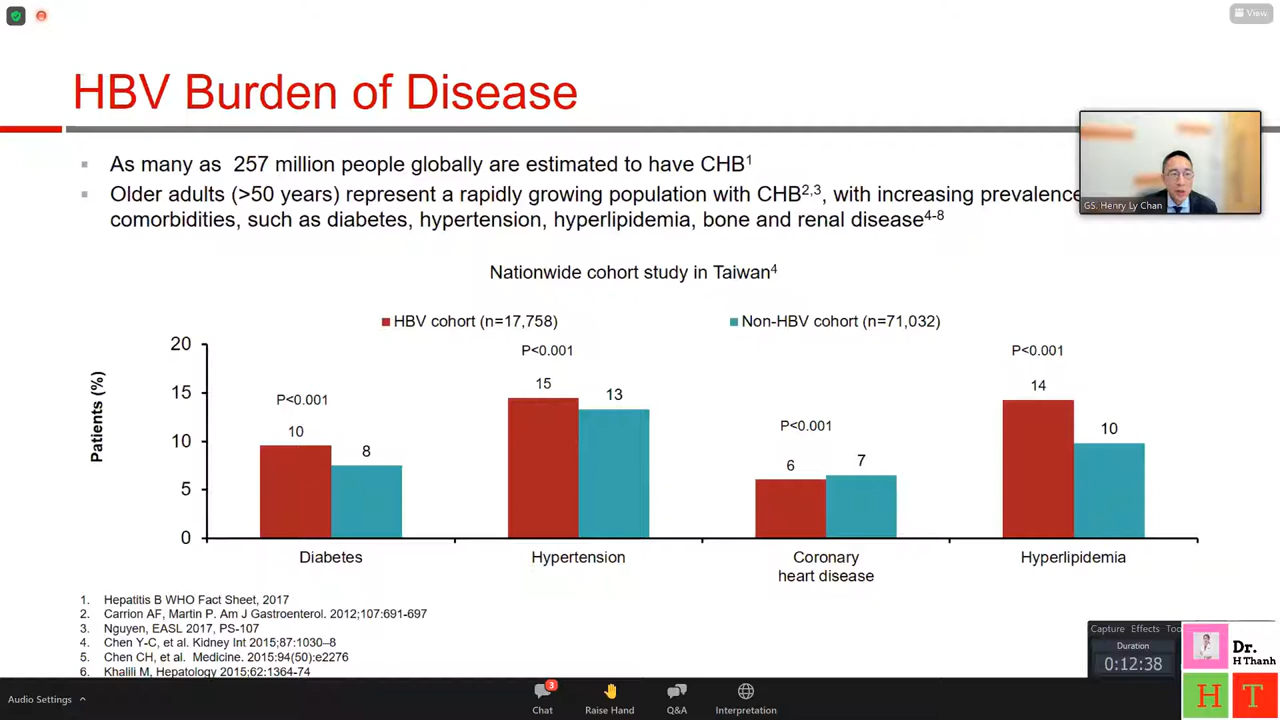 View
HBV Burden of Disease
As many as 257 million people globally are estimated to have CHB1
Older adults (>50 years) represent a rapidly growing population with CHB2,3, with increasing prevalence
comorbidities, such as diabetes, hypertension, hyperlipidemia, bone and renal disease4-8
GS. Henry Ly Chan
Nationwide cohort study in Taiwan4
HBV cohort (n=17,758) Non-HBV cohort (n=71,032)
Patients (%)
20
15
10
5
0
P<0.001
10
8
P<0.001
15
13
P<0.001
6
7
P<0.001
14
10
Diabetes
Hypertension
Coronary
heart disease
Hyperlipidemia
1. Hepatitis B WHO Fact Sheet, 2017
2. Carrion AF, Martin P. Am J Gastroenterol. 2012;107:691-697
3. Nguyen, EASL 2017, PS-107
4. Chen Y-C, et al. Kidney Int 2015;87:1030–8
5. Chen CH, et al. Medicine. 2015:94(50):e2276
6. Khalili M, Hepatology 2015;62:1364-74
Capture Effects Too
Duration
0:12:38
Dr.
H Thanh
H T
Audio Settings
Chat
3
Raise Hand
Q&A
Interpretation